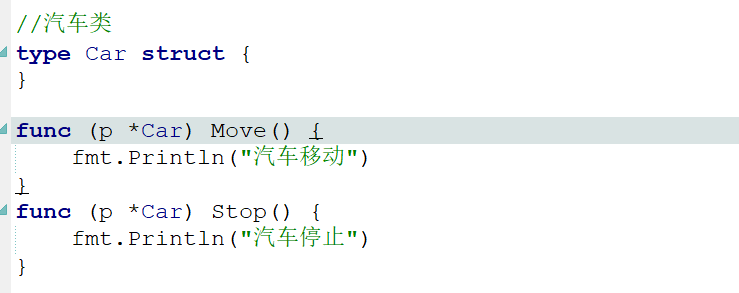 //汽车类
type Car struct {
}
func (p *Car) Move() {
    fmt.Println("汽车移动")
}
func (p *Car) Stop() {
    fmt.Println("汽车停止")
}